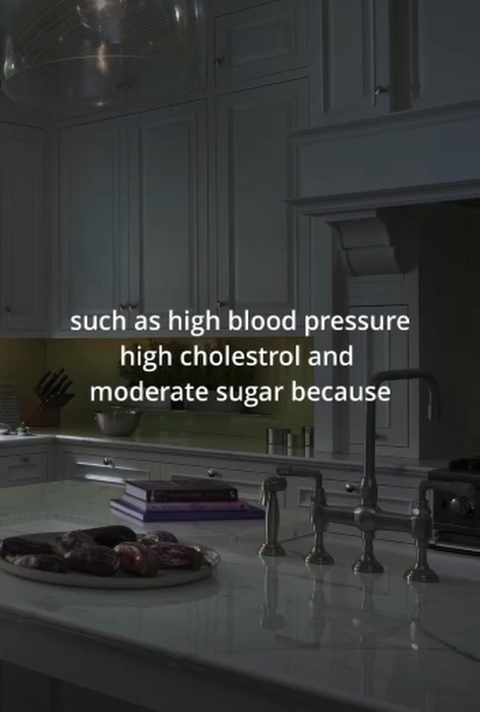 such as high blood pressure
high cholestrol and
moderate sugar because